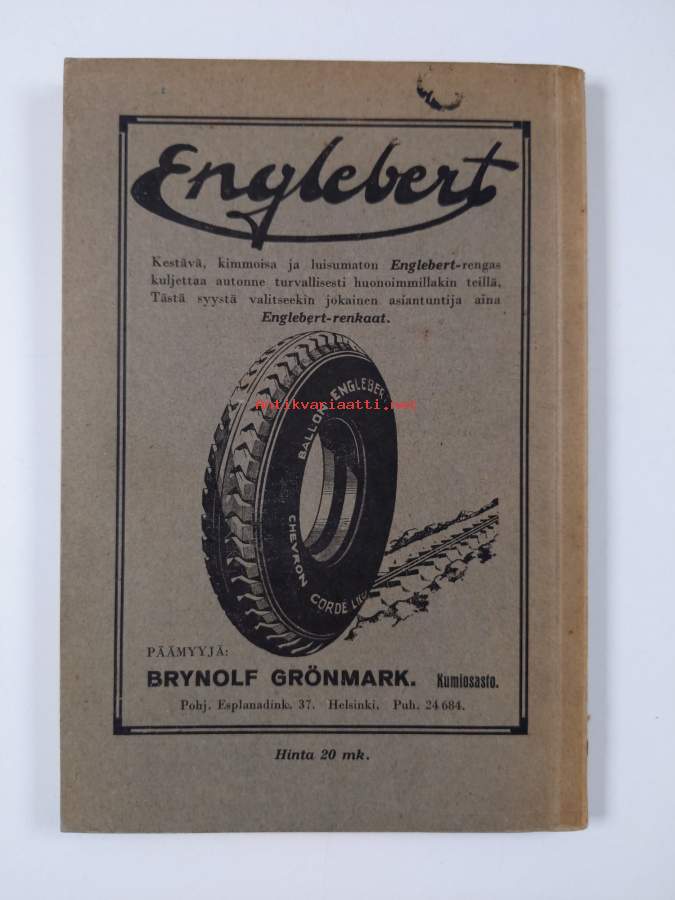 Englebert
Kestävä, kimmoisa ja luisumaton Englebert-rengas
kuljettaa autonne turvallisesti huonoimmillakin teillä.
Tästä syystä valitseekin jokainen asiantuntija aina
Englebert-renkaat.
BALLON-ENGLEBERT
antikvariaatti.net
CHEVRON
CORDE
PÄÄMYYJÄ:
BRYNOLF GRÖNMARK. Kumiosasto.
Pohj. Esplanadink. 37. Helsinki. Puh. 24 684.
Hinta 20 mk.